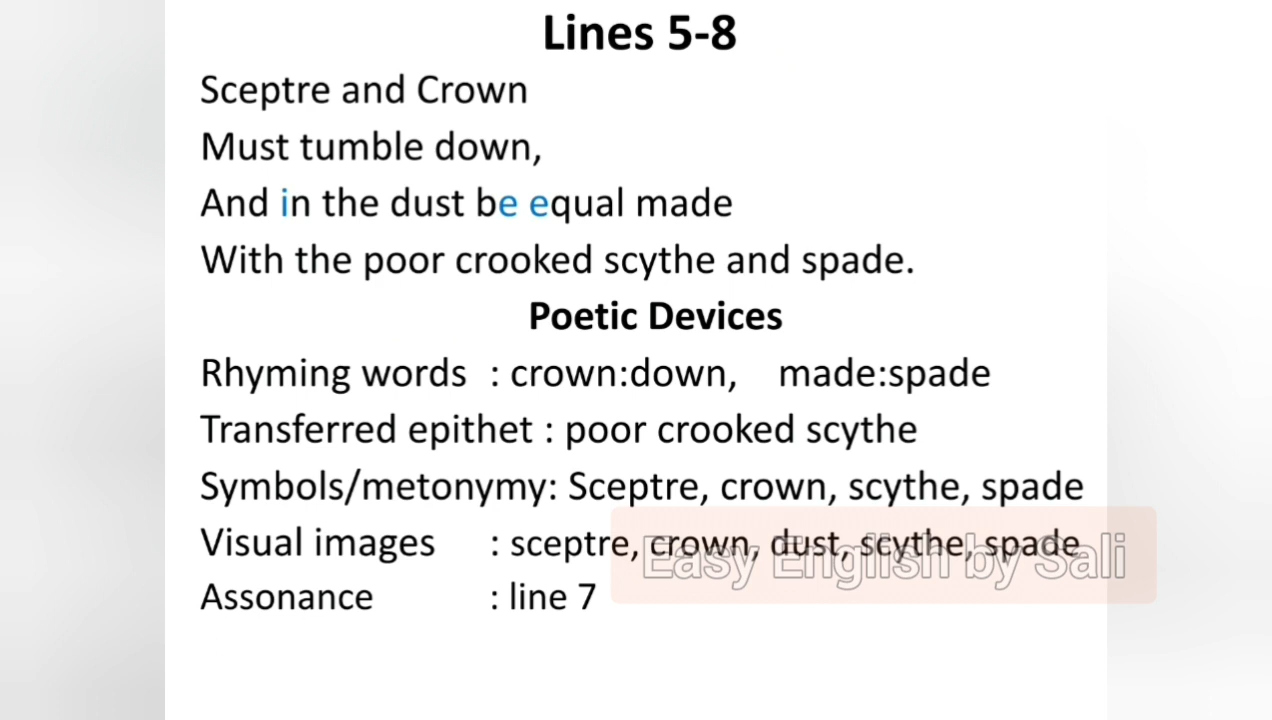 Lines 5-8
Sceptre and Crown
Must tumble down,
And in the dust be equal made
With the poor crooked scythe and spade.
Poetic Devices
Rhyming words : crown:down, made:spade
Transferred epithet : poor crooked scythe
Symbols/metonymy: Sceptre, crown, scythe, spade
Visual images : sceptre, crown, dust, scythe, spade
Easy English by Sali
Assonance : line 7